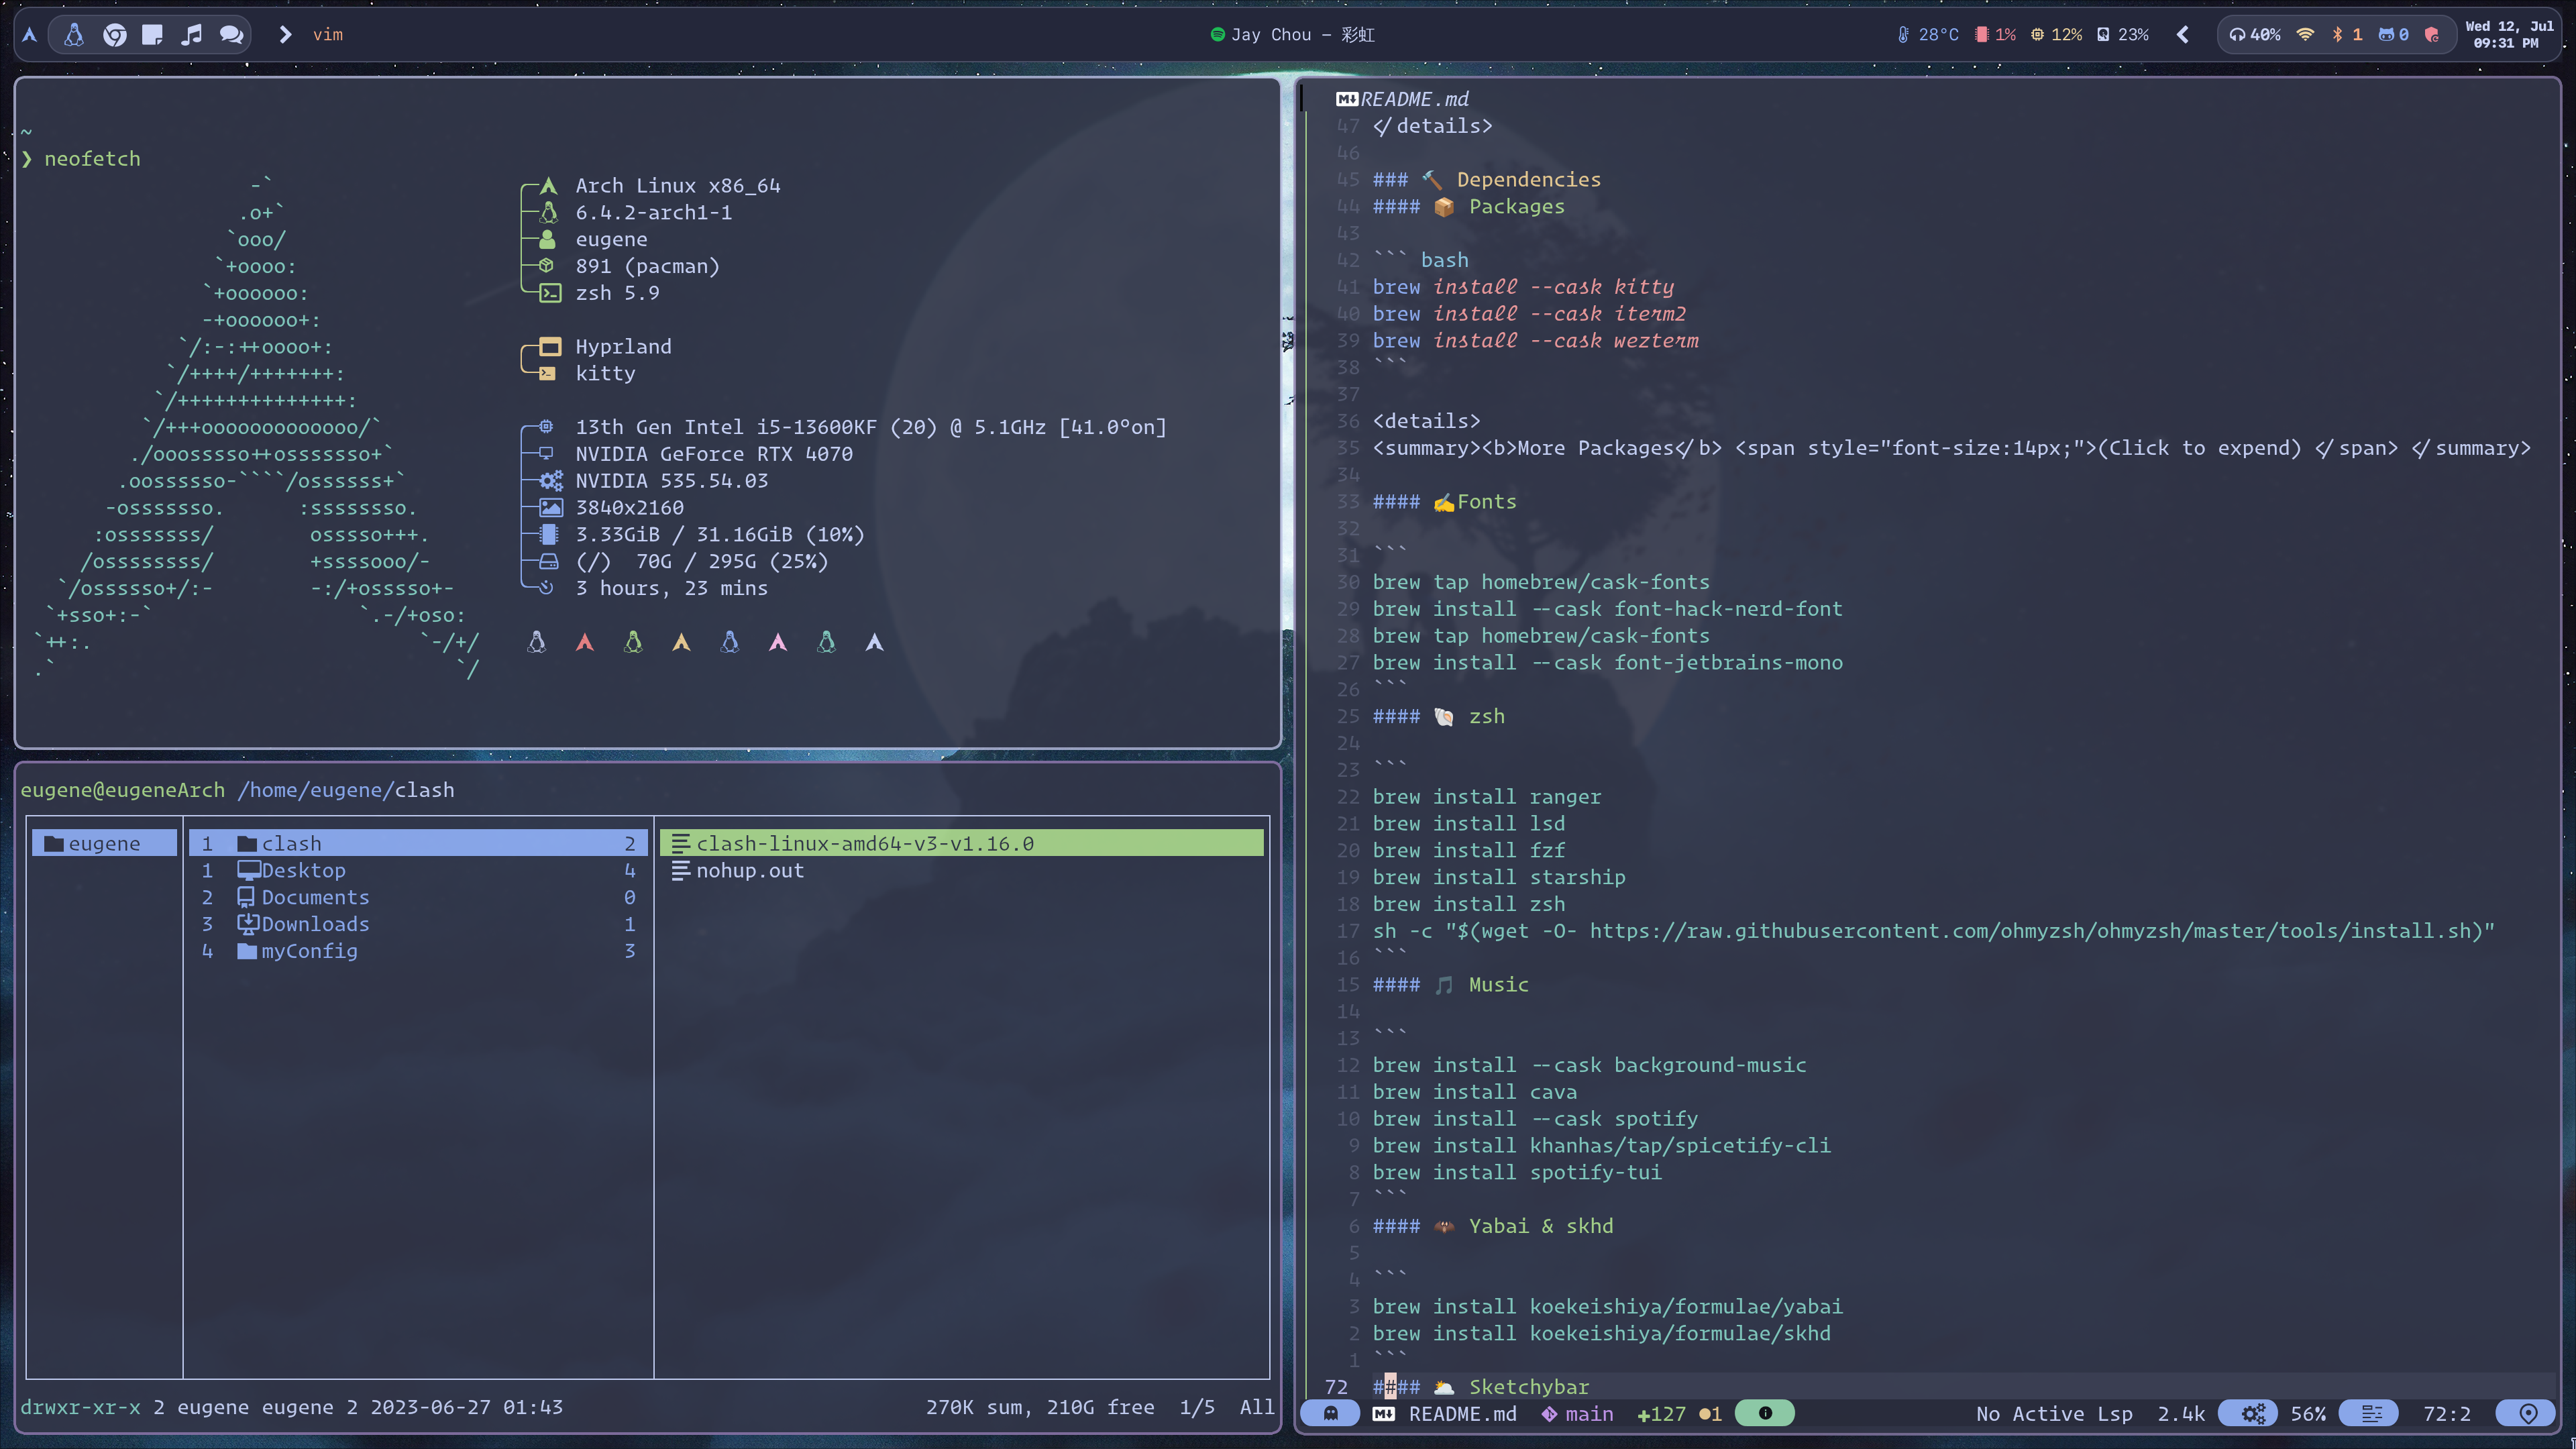 vim
Jay Chou – 彩虹
28°C 1% 12% 23%
40% 1 0
Wed 12, Jul
09:31 PM
~
❯ neofetch
-`
.o+`
`ooo/
`+oooo:
`+oooooo:
-+oooooo+:
`/:-:++oooo+:
`/++++/+++++++:
`/++++++++++++++:
`/+++ooooooooooooo/`
./ooosssso++osssssso+`
.oossssso-````/ossssss+`
-osssssso. :ssssssso.
:osssssss/ osssso+++.
/ossssssss/ +ssssooo/-
`/ossssso+/:- -:/+osssso+-
`+sso+:-` `.-/+oso:
`++:. `-/+/
.` `/
Arch Linux x86_64
6.4.2-arch1-1
eugene
891 (pacman)
zsh 5.9
Hyprland
kitty
13th Gen Intel i5-13600KF (20) @ 5.1GHz [41.0°on]
NVIDIA GeForce RTX 4070
NVIDIA 535.54.03
3840x2160
3.33GiB / 31.16GiB (10%)
(/) 70G / 295G (25%)
3 hours, 23 mins
eugene@eugeneArch /home/eugene/clash
eugene
1 clash 2
1 Desktop 4
2 Documents 0
3 Downloads 1
4 myConfig 3
clash-linux-amd64-v3-v1.16.0
nohup.out
drwxr-xr-x 2 eugene eugene 2 2023-06-27 01:43 270K sum, 210G free 1/5 All
README.md
47 </details>
46
45 ### 🔨 Dependencies
44 #### 📦 Packages
43
42 ``` bash
41 brew install --cask kitty
40 brew install --cask iterm2
39 brew install --cask wezterm
38 ```
37
36 <details>
35 <summary><b>More Packages</b> <span style="font-size:14px;">(Click to expend) </span> </summary>
34
33 #### ✍️Fonts
32
31 ```
30 brew tap homebrew/cask-fonts
29 brew install --cask font-hack-nerd-font
28 brew tap homebrew/cask-fonts
27 brew install --cask font-jetbrains-mono
26 ```
25 #### 🐚 zsh
24
23 ```
22 brew install ranger
21 brew install lsd
20 brew install fzf
19 brew install starship
18 brew install zsh
17 sh -c "$(wget -O- https://raw.githubusercontent.com/ohmyzsh/ohmyzsh/master/tools/install.sh)"
16 ```
15 #### 🎵 Music
14
13 ```
12 brew install --cask background-music
11 brew install cava
10 brew install --cask spotify
9 brew install khanhas/tap/spicetify-cli
8 brew install spotify-tui
7 ```
6 #### 🦇 Yabai & skhd
5
4 ```
3 brew install koekeishiya/formulae/yabai
2 brew install koekeishiya/formulae/skhd
1 ```
72 #### 🌥️ Sketchybar
README.md main +127 1 No Active Lsp 2.4k 56% 72:2